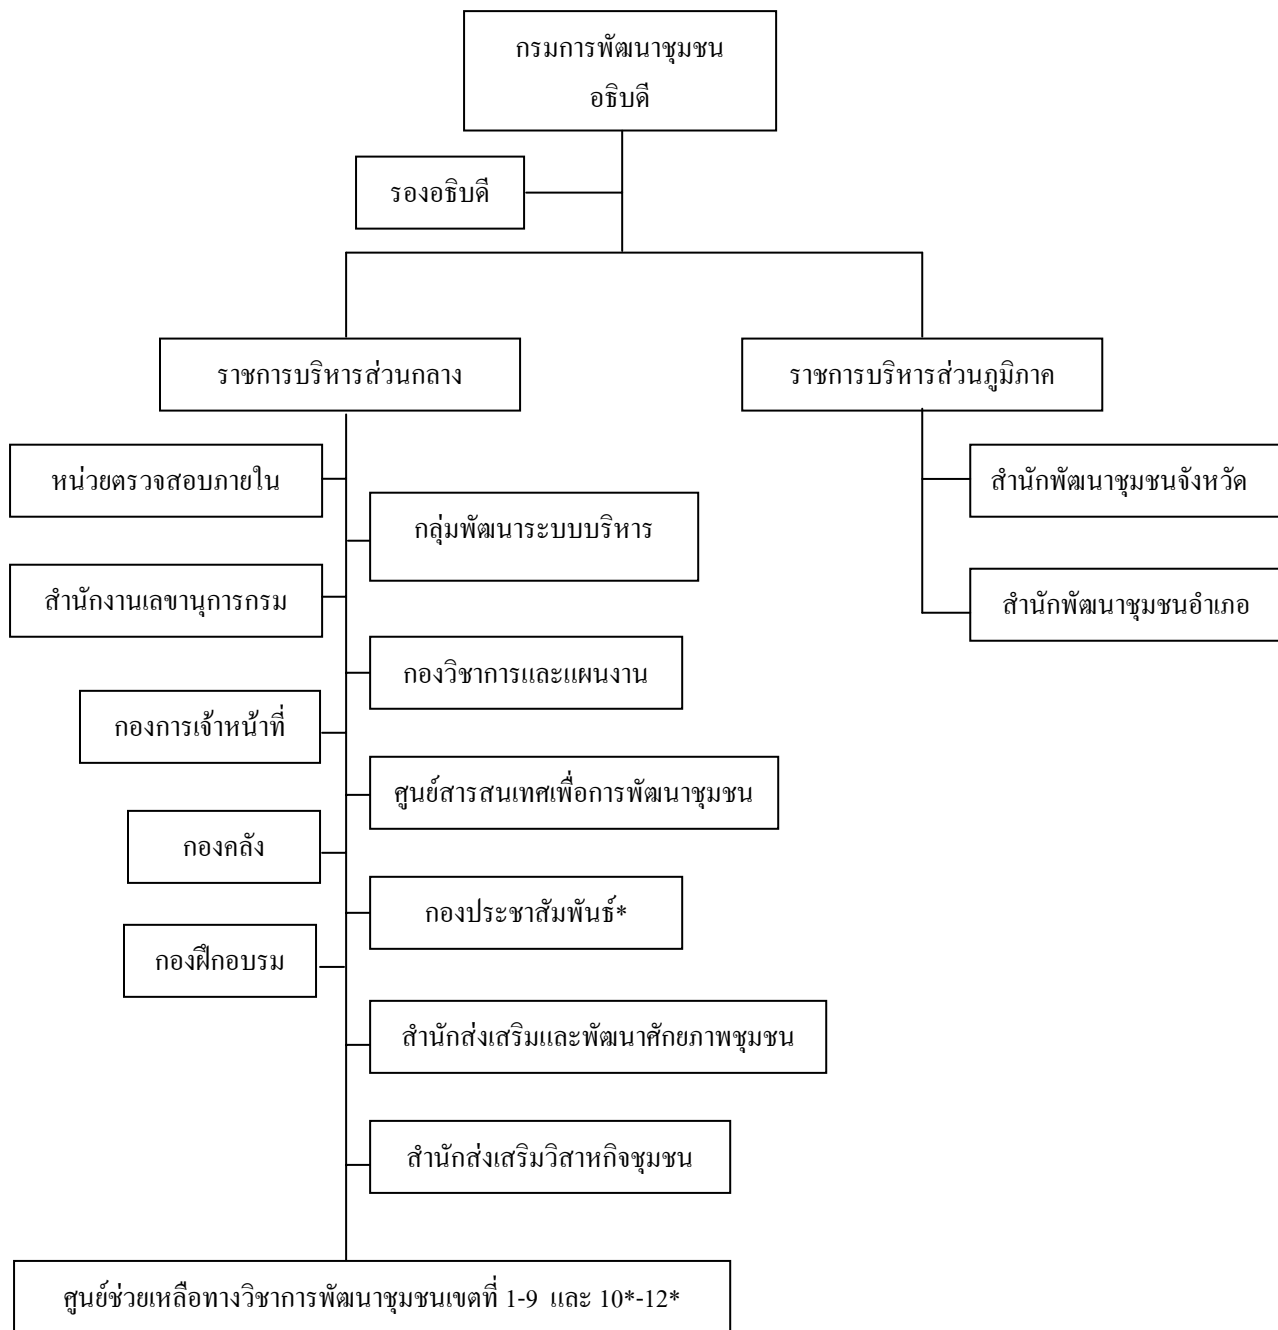 กรมการพัฒนาชุมชน
อธิบดี
รองอธิบดี
ราชการบริหารส่วนกลาง
ราชการบริหารส่วนภูมิภาค
หน่วยตรวจสอบภายใน
สำนักพัฒนาชุมชนจังหวัด
กลุ่มพัฒนาระบบบริหาร
สำนักงานเลขานุการกรม
สำนักพัฒนาชุมชนอำเภอ
กองวิชาการและแผนงาน
กองการเจ้าหน้าที่
ศูนย์สารสนเทศเพื่อการพัฒนาชุมชน
กองคลัง
กองประชาสัมพันธ์*
กองฝึกอบรม
สำนักส่งเสริมและพัฒนาศักยภาพชุมชน
สำนักส่งเสริมวิสาหกิจชุมชน
ศูนย์ช่วยเหลือทางวิชาการพัฒนาชุมชนเขตที่ 1-9 และ 10*-12*